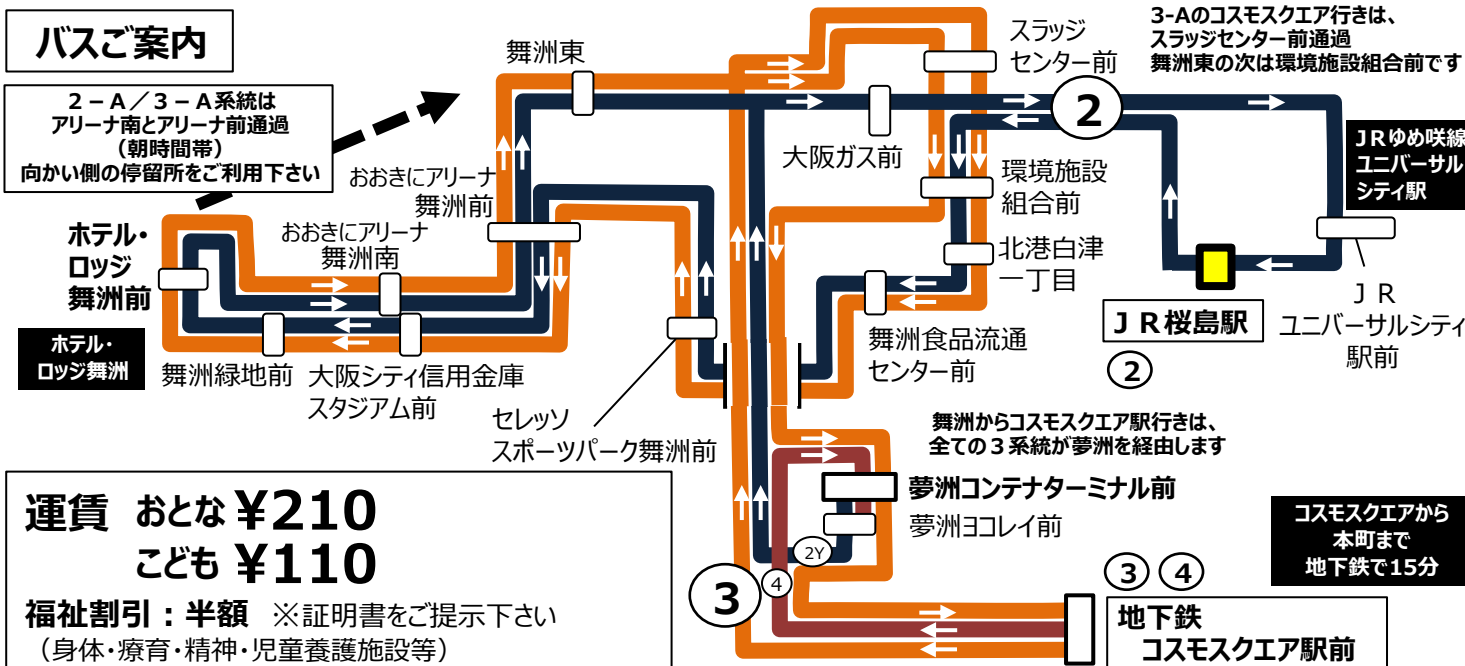 バスご案内
２－Ａ／３－Ａ系統は
アリーナ南とアリーナ前通過
（朝時間帯）
向かい側の停留所をご利用下さい
舞洲東
スラッジ
センター前
3-Aのコスモスクエア行きは、
スラッジセンター前通過
舞洲東の次は環境施設組合前です
②
大阪ガス前
おおきにアリーナ
舞洲前
環境施設
組合前
ＪＲゆめ咲線
ユニバーサル
シティ駅
ホテル・
ロッジ
舞洲前
おおきにアリーナ
舞洲南
北港白津
一丁目
ＪＲ桜島駅
②
ＪＲ
ユニバーサルシティ
駅前
ホテル・
ロッジ舞洲
舞洲緑地前
大阪シティ信用金庫
スタジアム前
舞洲食品流通
センター前
セレッソ
スポーツパーク舞洲前
舞洲からコスモスクエア駅行きは、
全ての３系統が夢洲を経由します
夢洲コンテナターミナル前
夢洲ヨコレイ前
2Y
③
④
コスモスクエアから
本町まで
地下鉄で15分
③ ④
地下鉄
コスモスクエア駅前
運賃 おとな ¥210
こども ¥110
福祉割引：半額 ※証明書をご提示下さい
（身体・療育・精神・児童養護施設等）